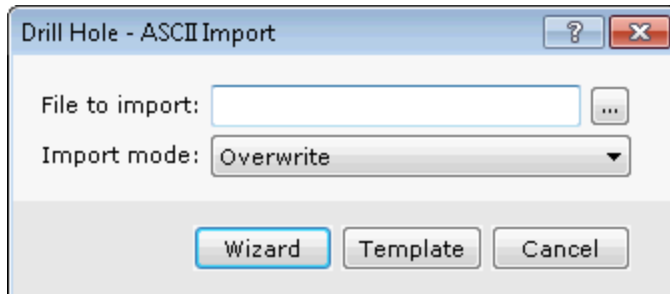 Drill Hole - ASCII Import ?
File to import: ...
Import mode: Overwrite
Wizard Template Cancel